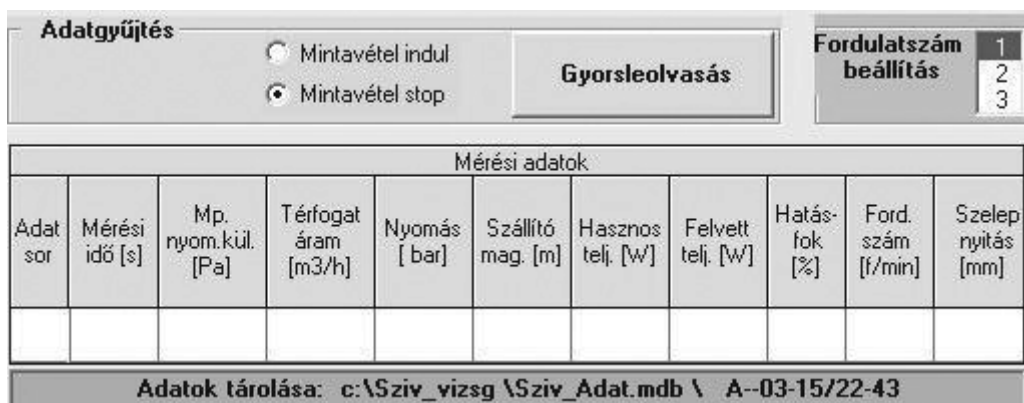 Adatgyűjtés
Mintavétel indul
Mintavétel stop
Gyorsleolvasás
Fordulatszám
beállítás
1
2
3
Mérési adatok
Adat
sor
Mérési
idő [s]
Mp.
nyom.kül.
[Pa]
Térfogat
áram
[m3/h]
Nyomás
[ bar]
Szállító
mag. [m]
Hasznos
telj. [W]
Felvett
telj. [W]
Hatás-
fok
[%]
Ford.
szám
[f/min]
Szelep
nyitás
[mm]
Adatok tárolása: c:\Sziv_vizsg \Sziv_Adat.mdb \ A--03-15/22-43